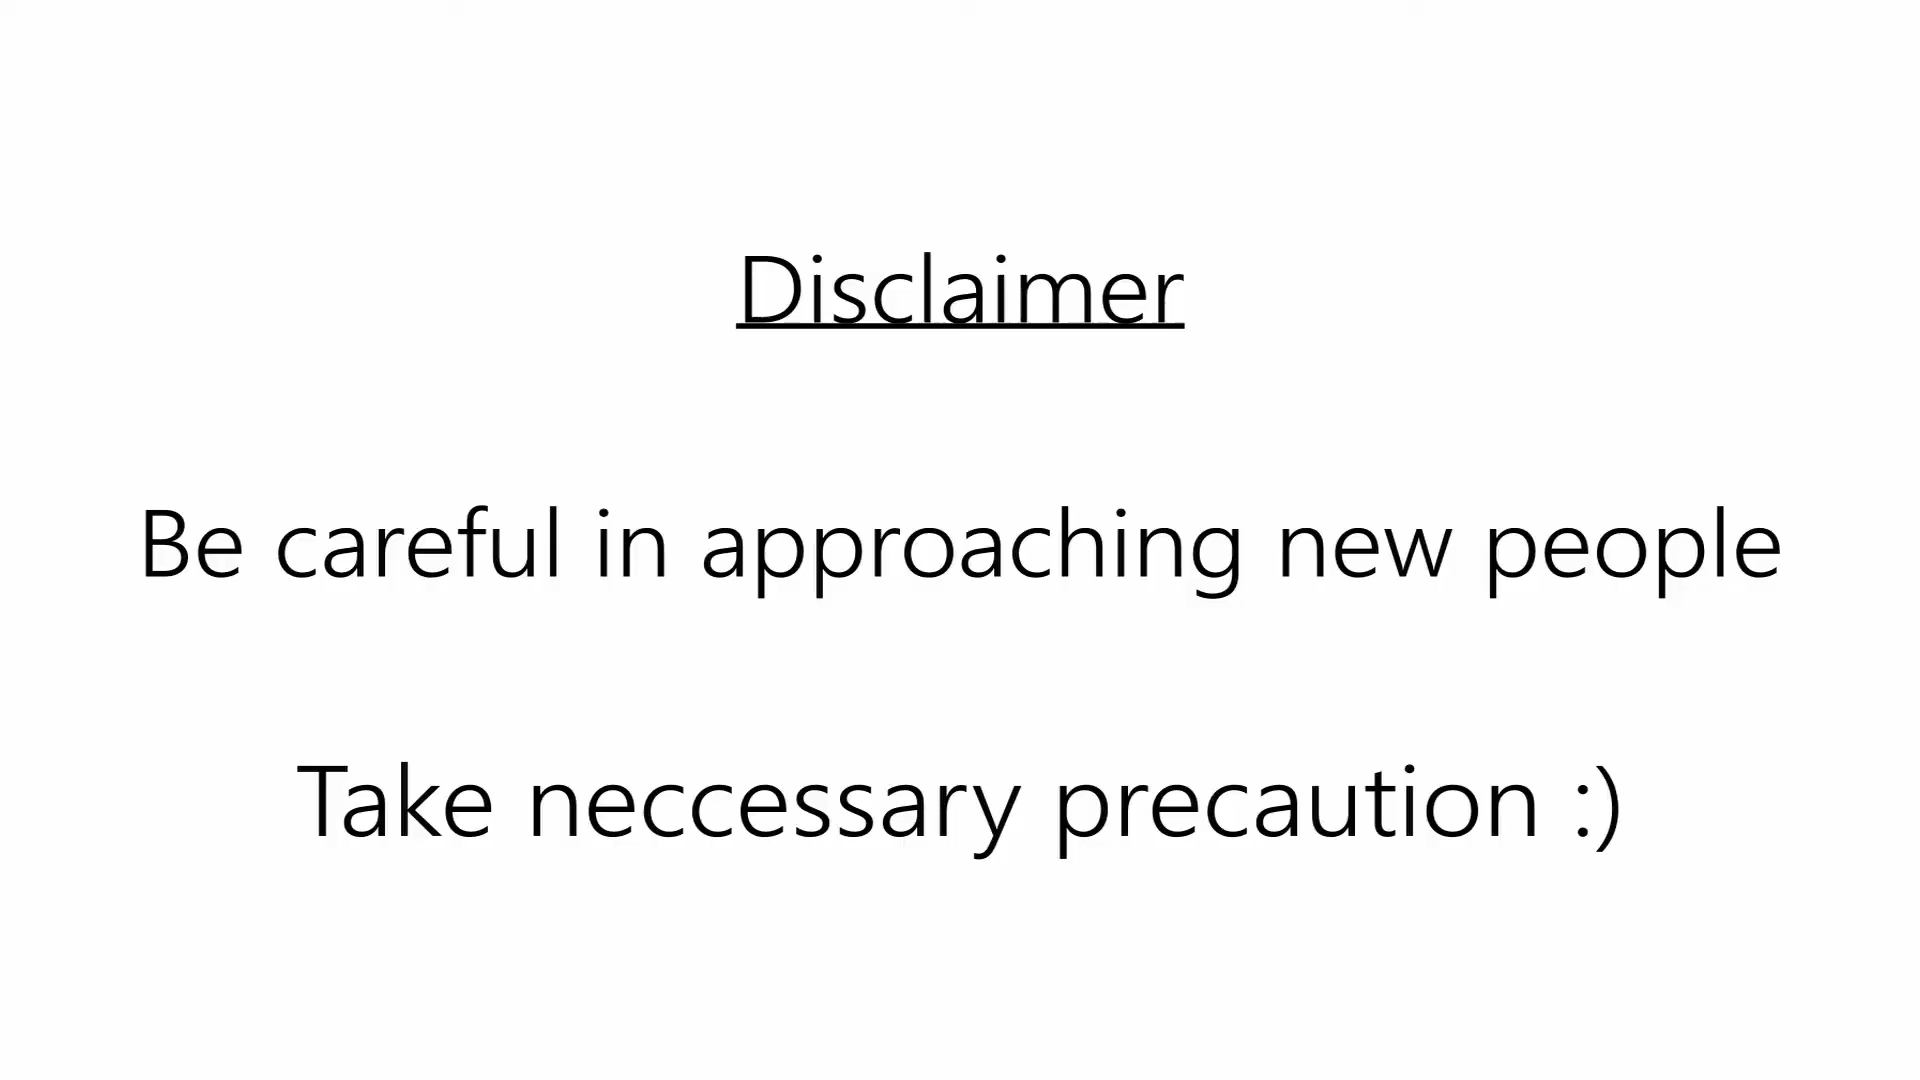 Disclaimer
Be careful in approaching new people
Take neccessary precaution :)